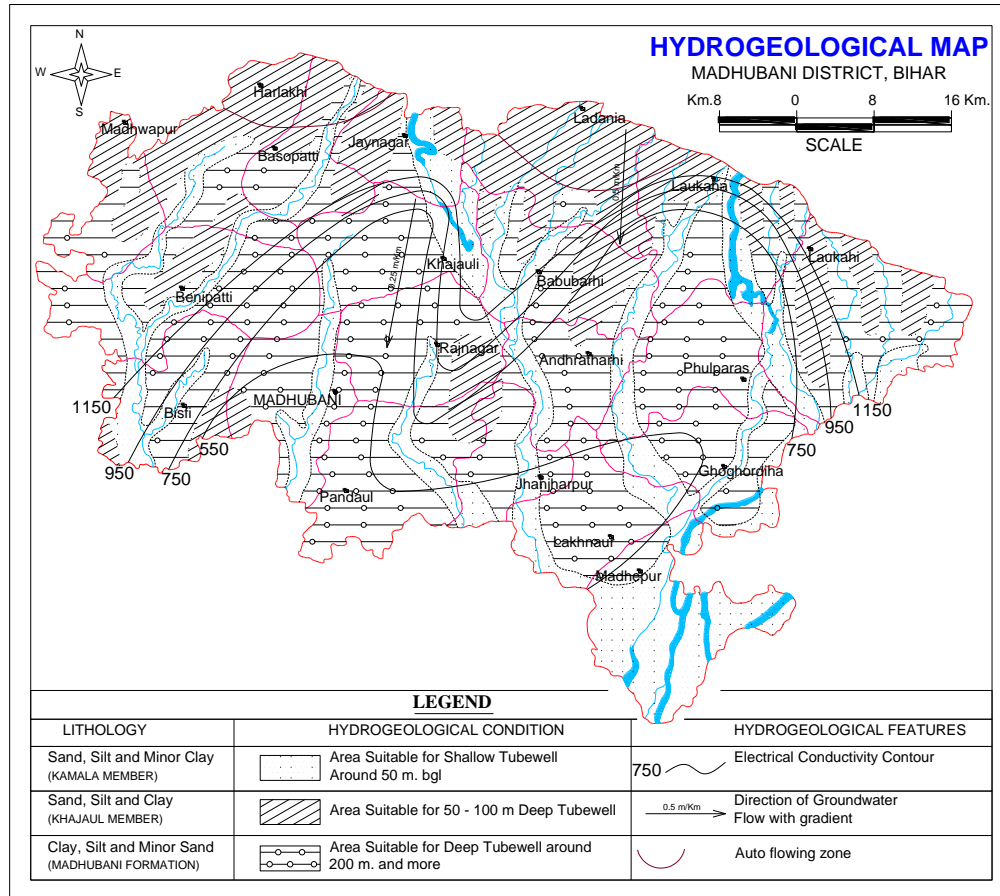 HYDROGEOLOGICAL MAP
MADHUBANI DISTRICT, BIHAR
Km.8 0 8 16 Km.
SCALE
N
W E
S
Harlakhi
Madhwapur
Ladania
Jaynagar
Basopatti
Laukaha
0.5 m/Km
Laukahi
Khajauli
0.25 m/Km
Babubarhi
Benipatti
Rajnagar
Andhratharhi
Phulparas
MADHUBANI
Bisfi
1150
1150
950
550
950
750
750
Ghoghordiha
Jhanjharpur
Pandaul
Lakhnaur
Madhepur
LEGEND
LITHOLOGY HYDROGEOLOGICAL CONDITION HYDROGEOLOGICAL FEATURES
Sand, Silt and Minor Clay
(KAMALA MEMBER)
Area Suitable for Shallow Tubewell
Around 50 m. bgl
750 Electrical Conductivity Contour
Sand, Silt and Clay
(KHAJAUL MEMBER)
Area Suitable for 50 - 100 m Deep Tubewell
0.5 m/Km
Direction of Groundwater
Flow with gradient
Clay, Silt and Minor Sand
(MADHUBANI FORMATION)
Area Suitable for Deep Tubewell around
200 m. and more
Auto flowing zone